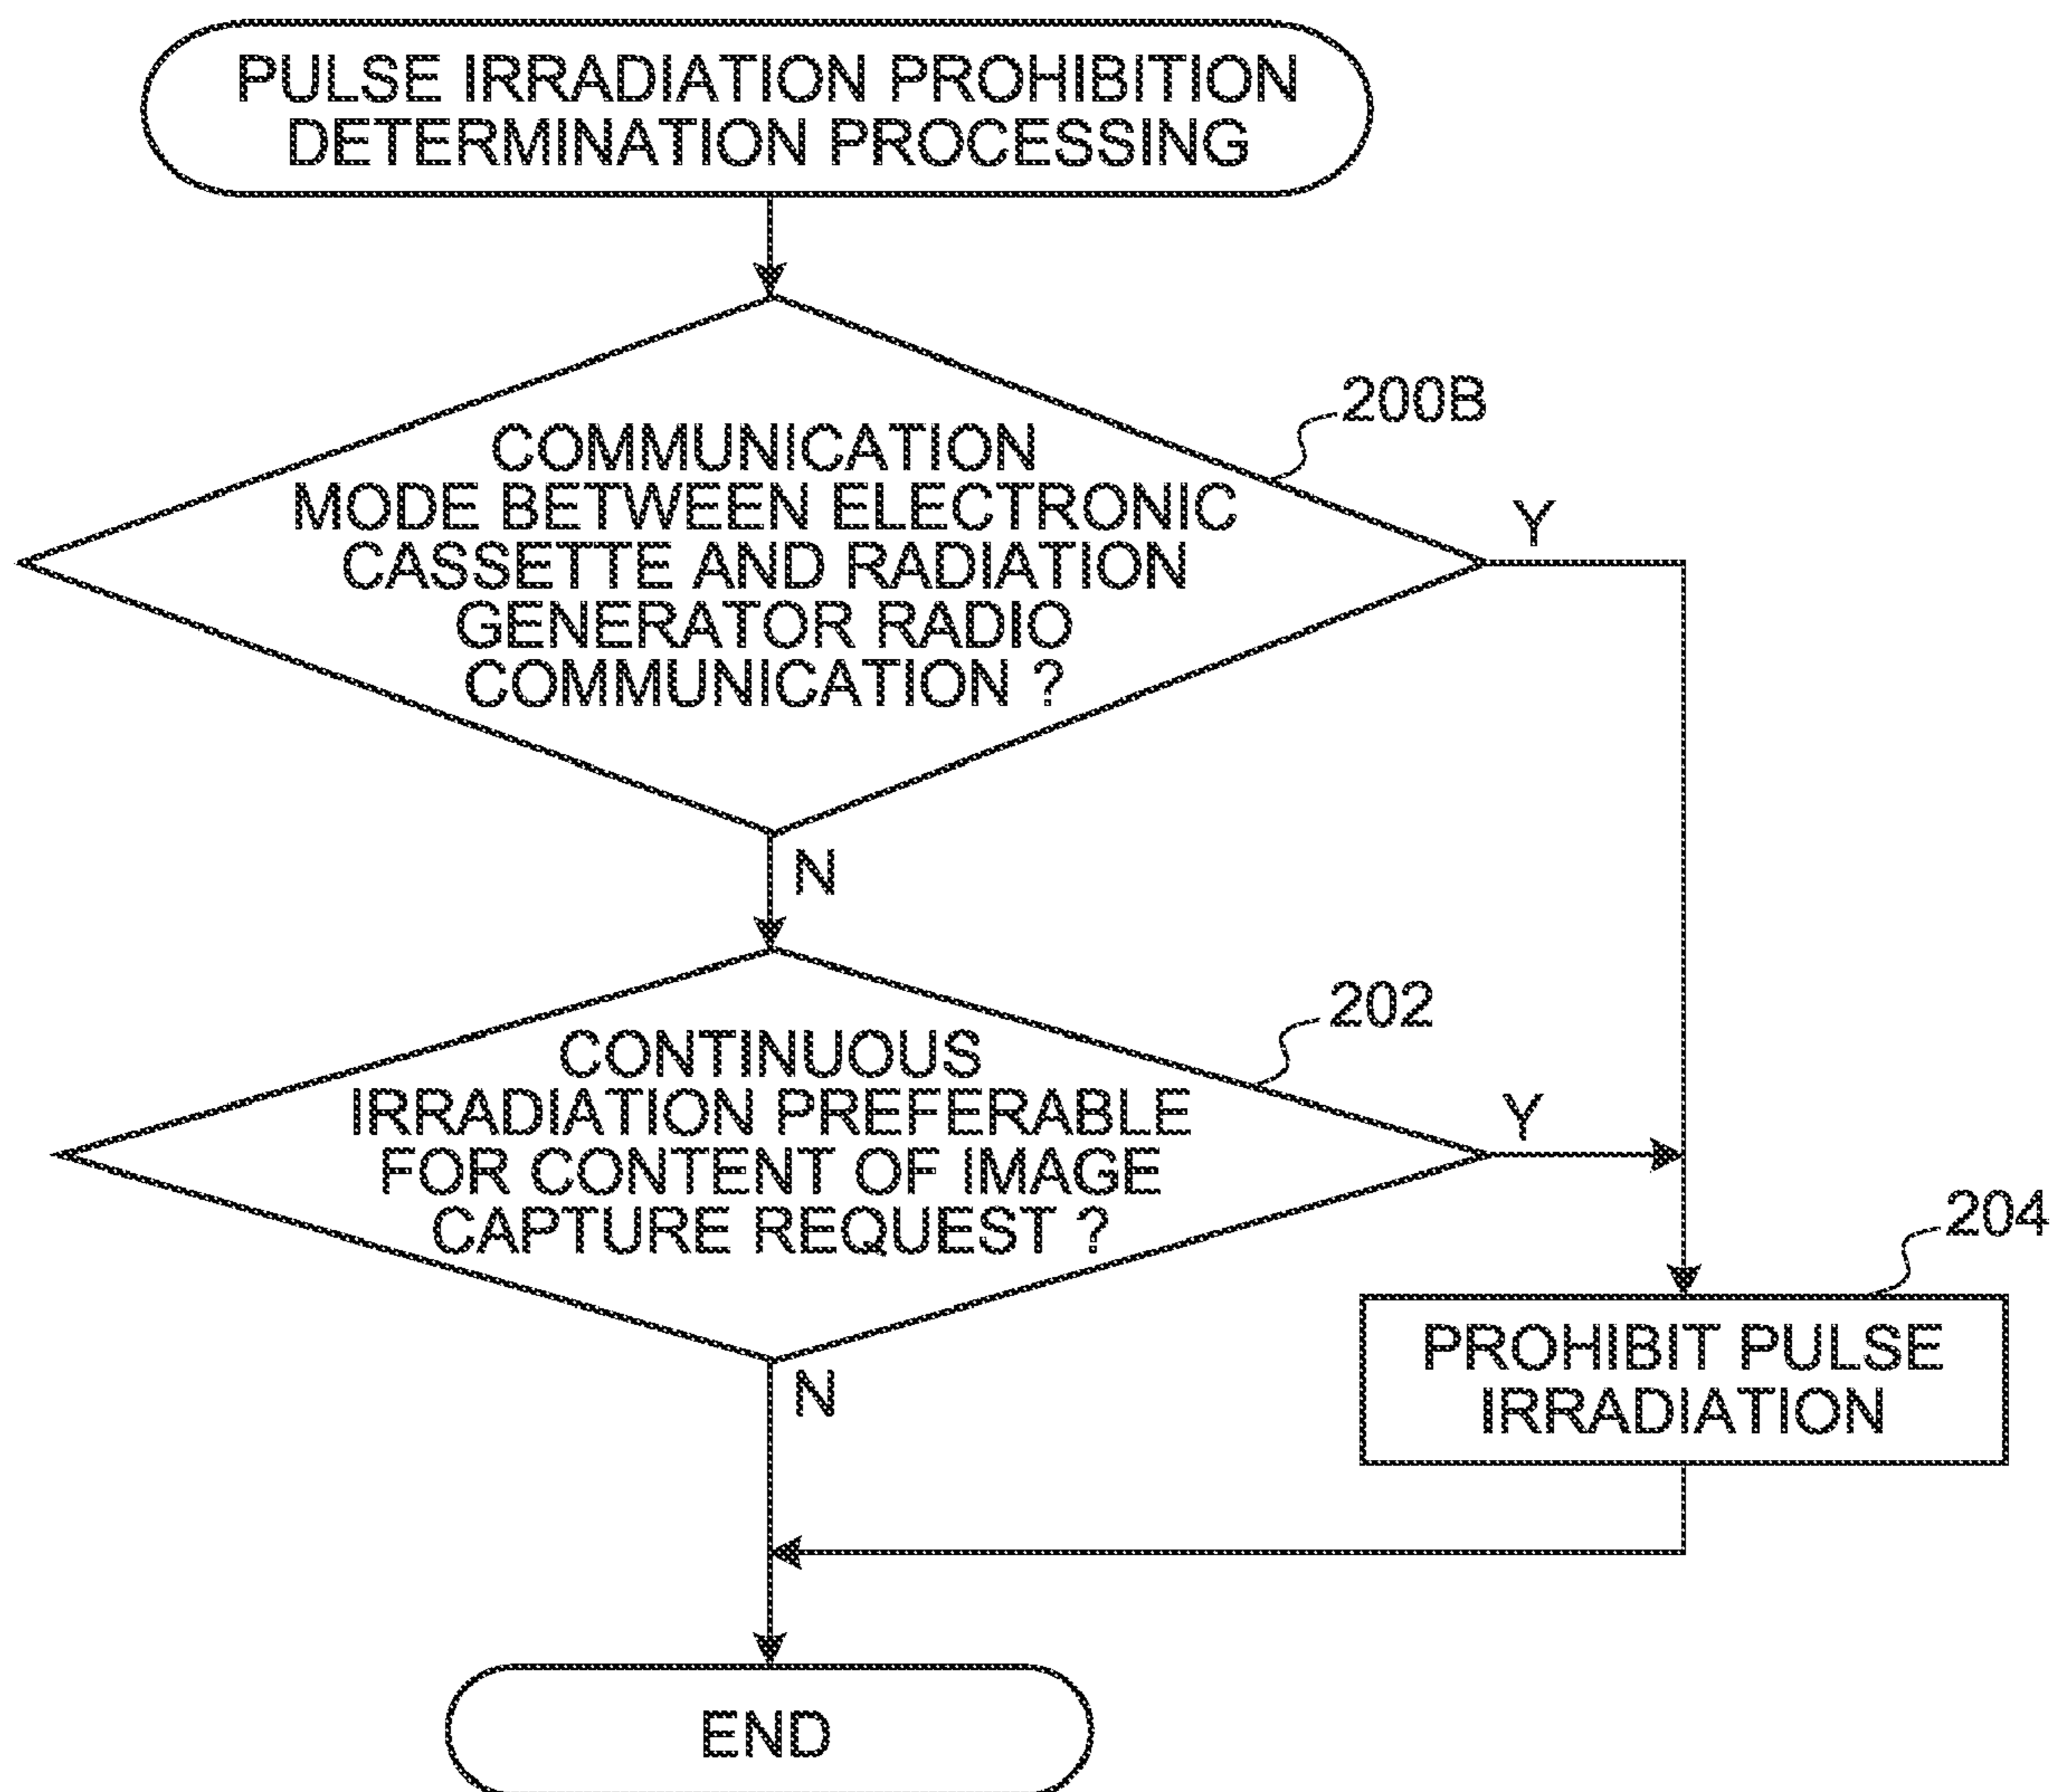 PULSE IRRADIATION PROHIBITION
DETERMINATION PROCESSING
200B
COMMUNICATION
MODE BETWEEN ELECTRONIC
CASSETTE AND RADIATION
GENERATOR RADIO
COMMUNICATION ?
Y
N
202
CONTINUOUS
IRRADIATION PREFERABLE
FOR CONTENT OF IMAGE
CAPTURE REQUEST ?
Y
204
PROHIBIT PULSE
IRRADIATION
N
END